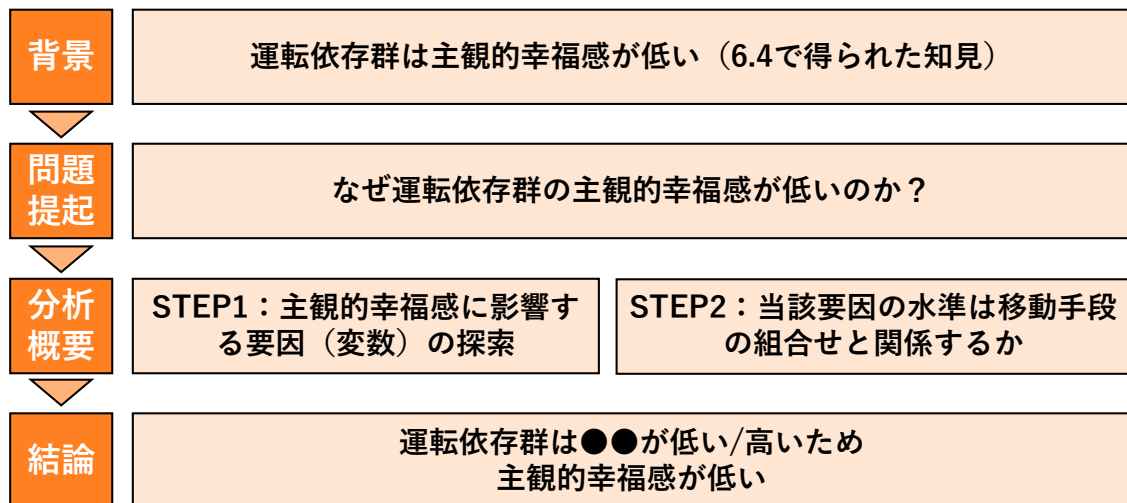 背景
運転依存群は主観的幸福感が低い（6.4で得られた知見）
問題
提起
なぜ運転依存群の主観的幸福感が低いのか？
分析
概要
STEP1：主観的幸福感に影響す
る要因（変数）の探索
STEP2：当該要因の水準は移動手段
の組合せと関係するか
結論
運転依存群は●●が低い/高いため
主観的幸福感が低い